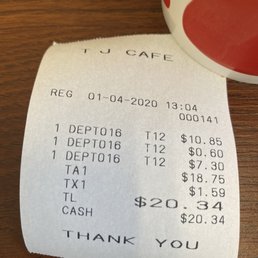 T J CAFE
REG 01-04-2020 13:04
000141
1 DEPT016 T12 $10.85
1 DEPT016 T12 $0.60
1 DEPT016 T12 $7.30
TA1 $18.75
TX1 $1.59
TL $20.34
CASH $20.34
THANK YOU